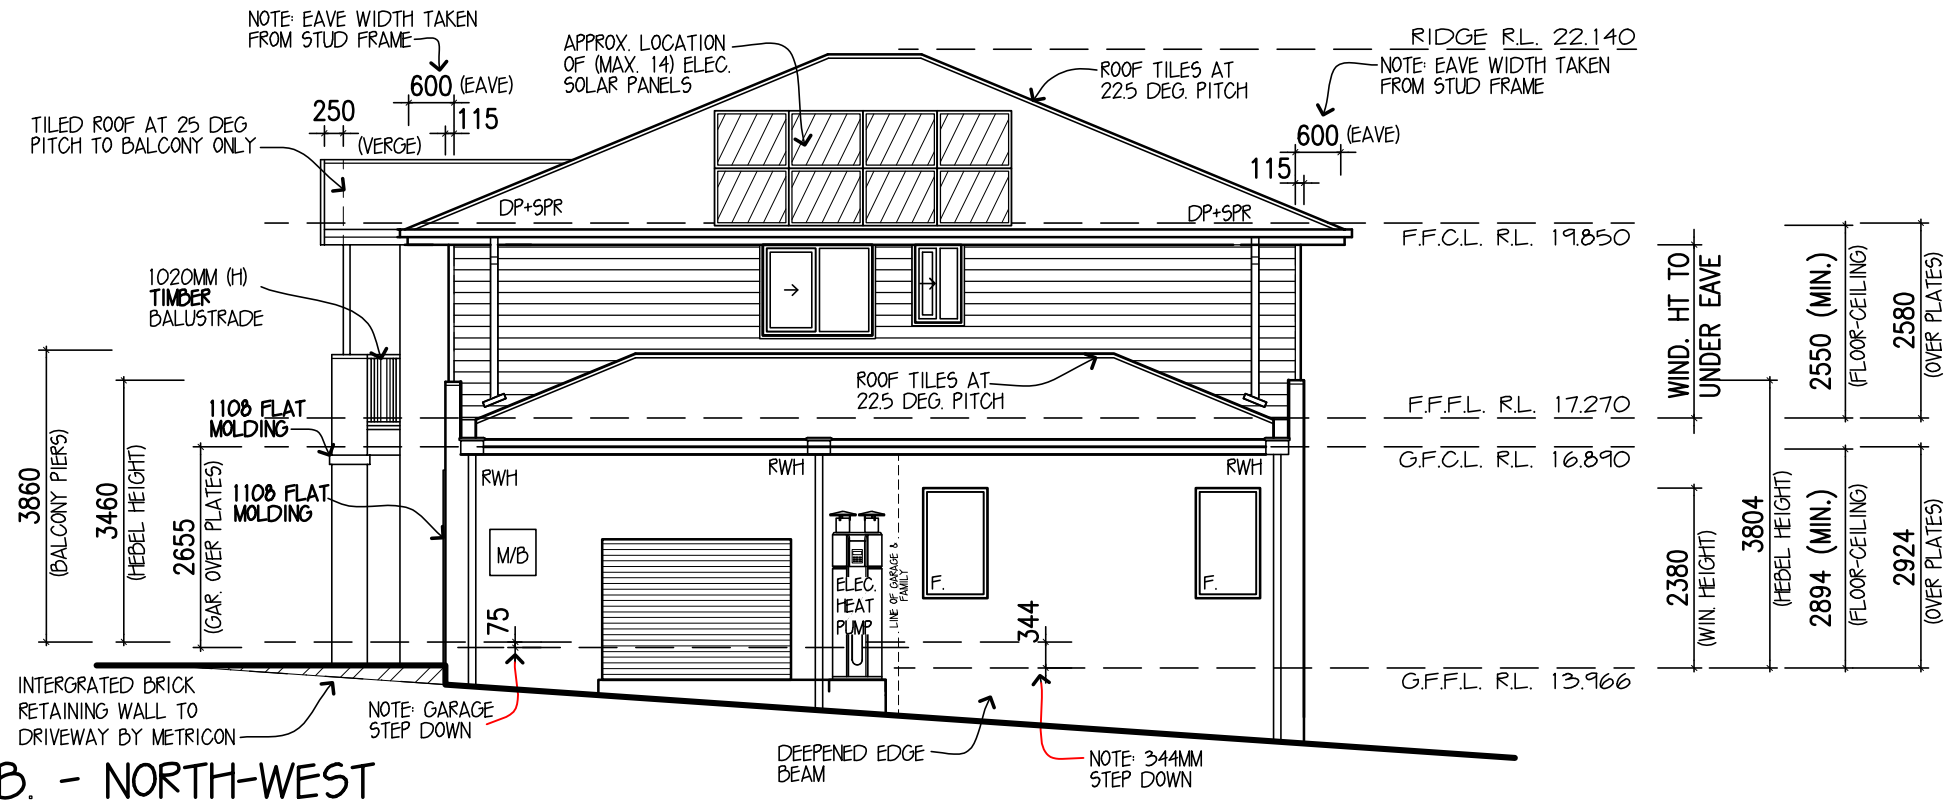 NOTE: EAVE WIDTH TAKEN
FROM STUD FRAME
600 (EAVE)
250
115
(VERGE)
TILED ROOF AT 25 DEG
PITCH TO BALCONY ONLY
APPROX. LOCATION
OF (MAX. 14) ELEC.
SOLAR PANELS
ROOF TILES AT
22.5 DEG. PITCH
RIDGE R.L. 22.140
NOTE: EAVE WIDTH TAKEN
FROM STUD FRAME
600 (EAVE)
115
DP+SPR
DP+SPR
F.F.C.L. R.L. 19.850
1020MM (H)
TIMBER
BALUSTRADE
ROOF TILES AT
22.5 DEG. PITCH
WIND. HT TO
UNDER EAVE
2550 (MIN.)
(FLOOR-CEILING)
2580
(OVER PLATES)
F.F.F.L. R.L. 17.270
G.F.C.L. R.L. 16.890
1108 FLAT
MOLDING
1108 FLAT
MOLDING
3860
(BALCONY PIERS)
3460
(HEBEL HEIGHT)
2655
(GAR. OVER PLATES)
RWH
RWH
RWH
M/B
75
ELEC.
HEAT
PUMP
LINE OF GARAGE &
FAMILY
F.
F.
344
2380
(WIN. HEIGHT)
3804
(HEBEL HEIGHT)
2894 (MIN.)
(FLOOR-CEILING)
2924
(OVER PLATES)
G.F.F.L. R.L. 13.966
INTERGRATED BRICK
RETAINING WALL TO
DRIVEWAY BY METRICON
NOTE: GARAGE
STEP DOWN
DEEPENED EDGE
BEAM
NOTE: 344MM
STEP DOWN
B. - NORTH-WEST